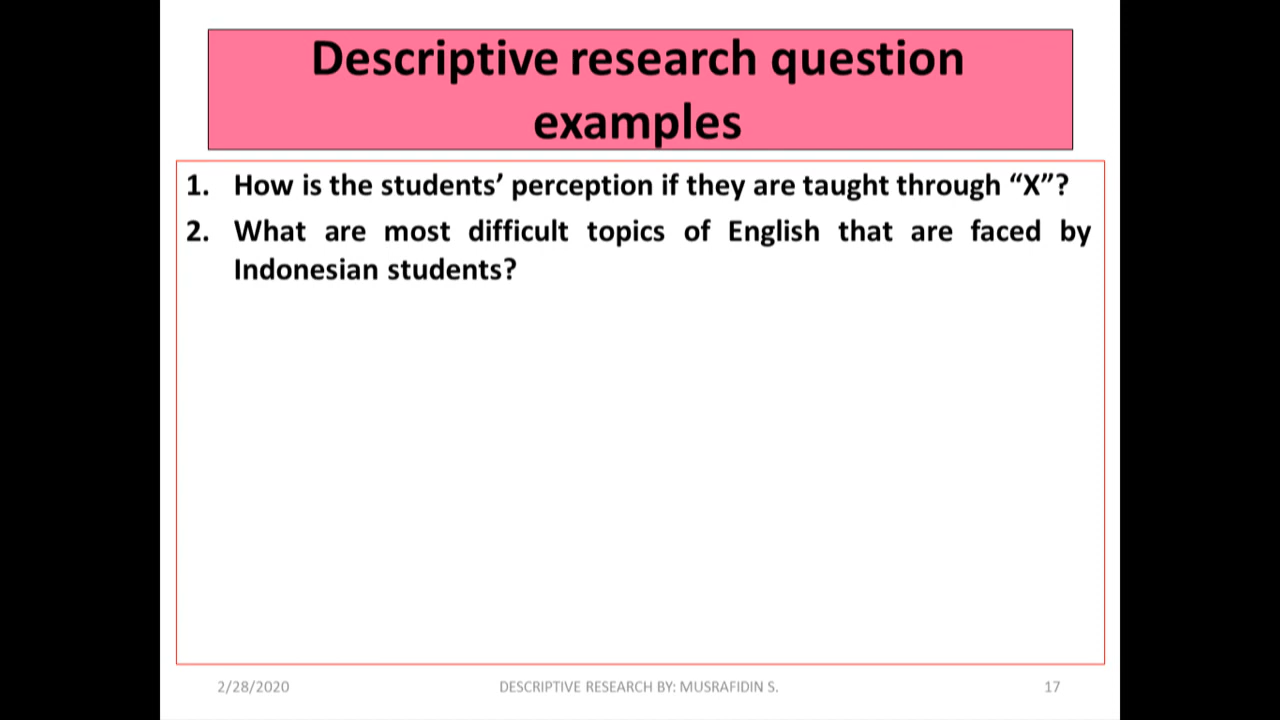 Descriptive research question
examples
1. How is the students’ perception if they are taught through “X”?
2. What are most difficult topics of English that are faced by
Indonesian students?
2/28/2020
DESCRIPTIVE RESEARCH BY: MUSRAFIDIN S.
17